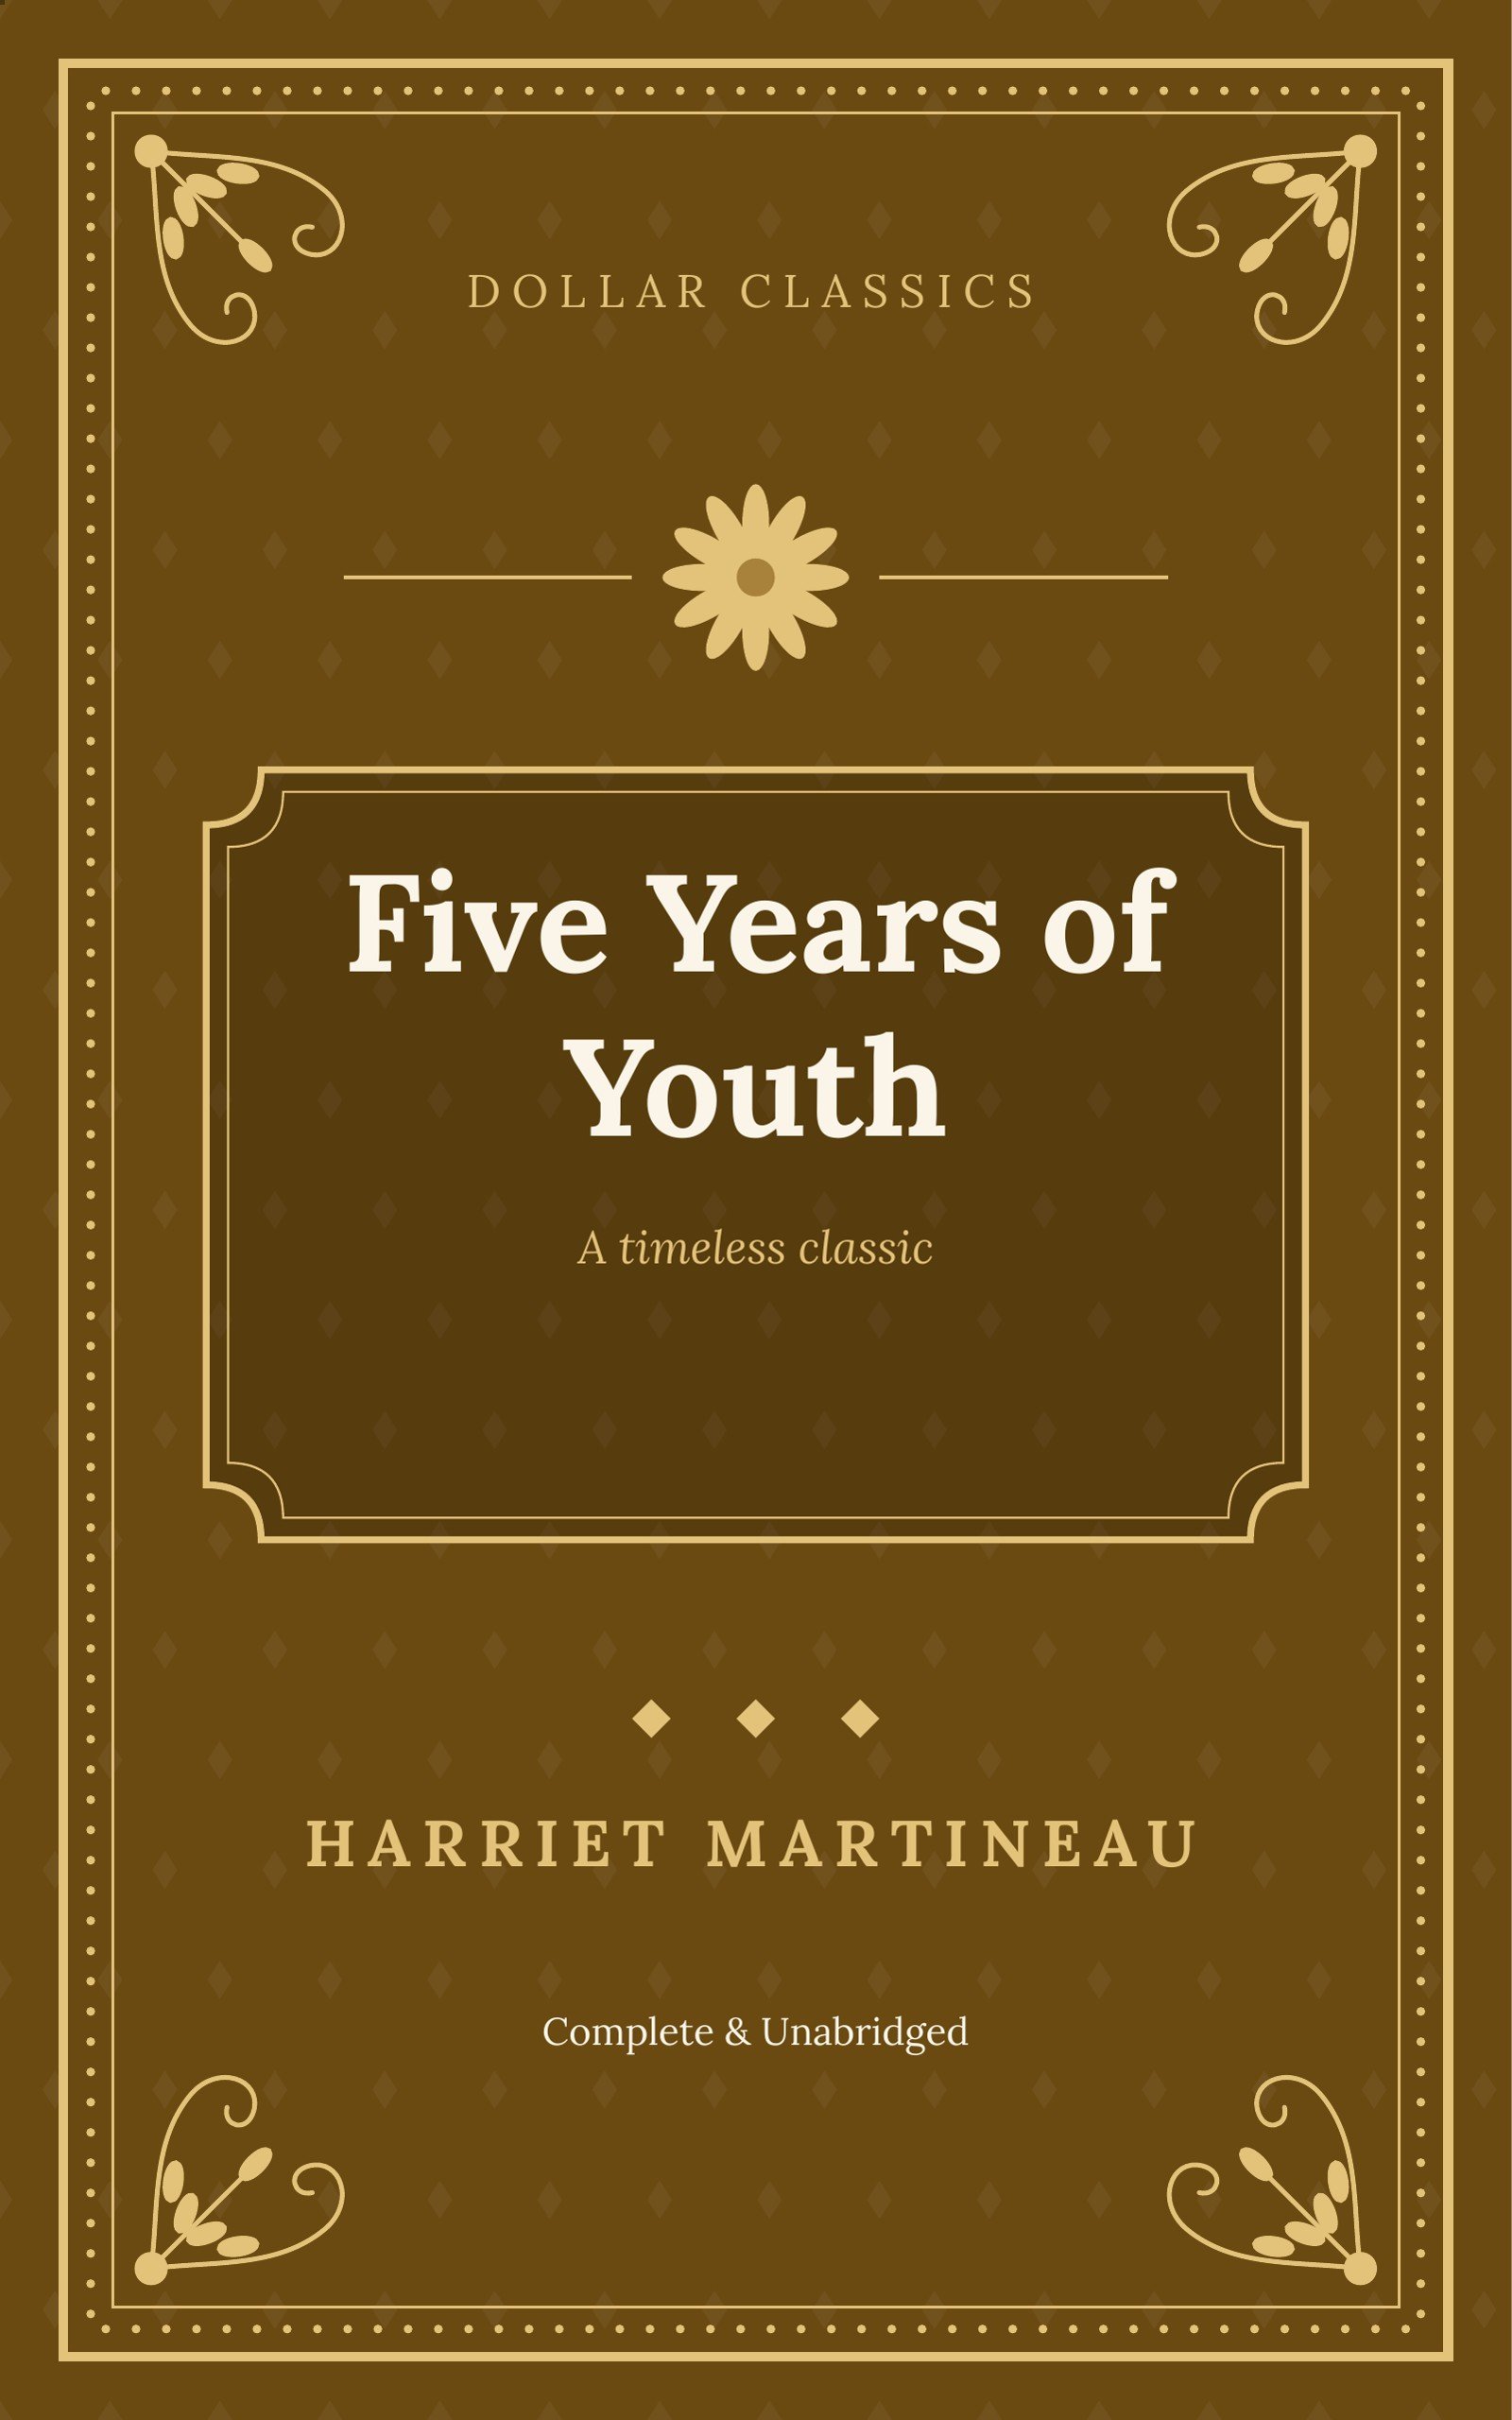 DOLLAR CLASSICS
Five Years of
Youth
A timeless classic
HARRIET MARTINEAU
Complete & Unabridged